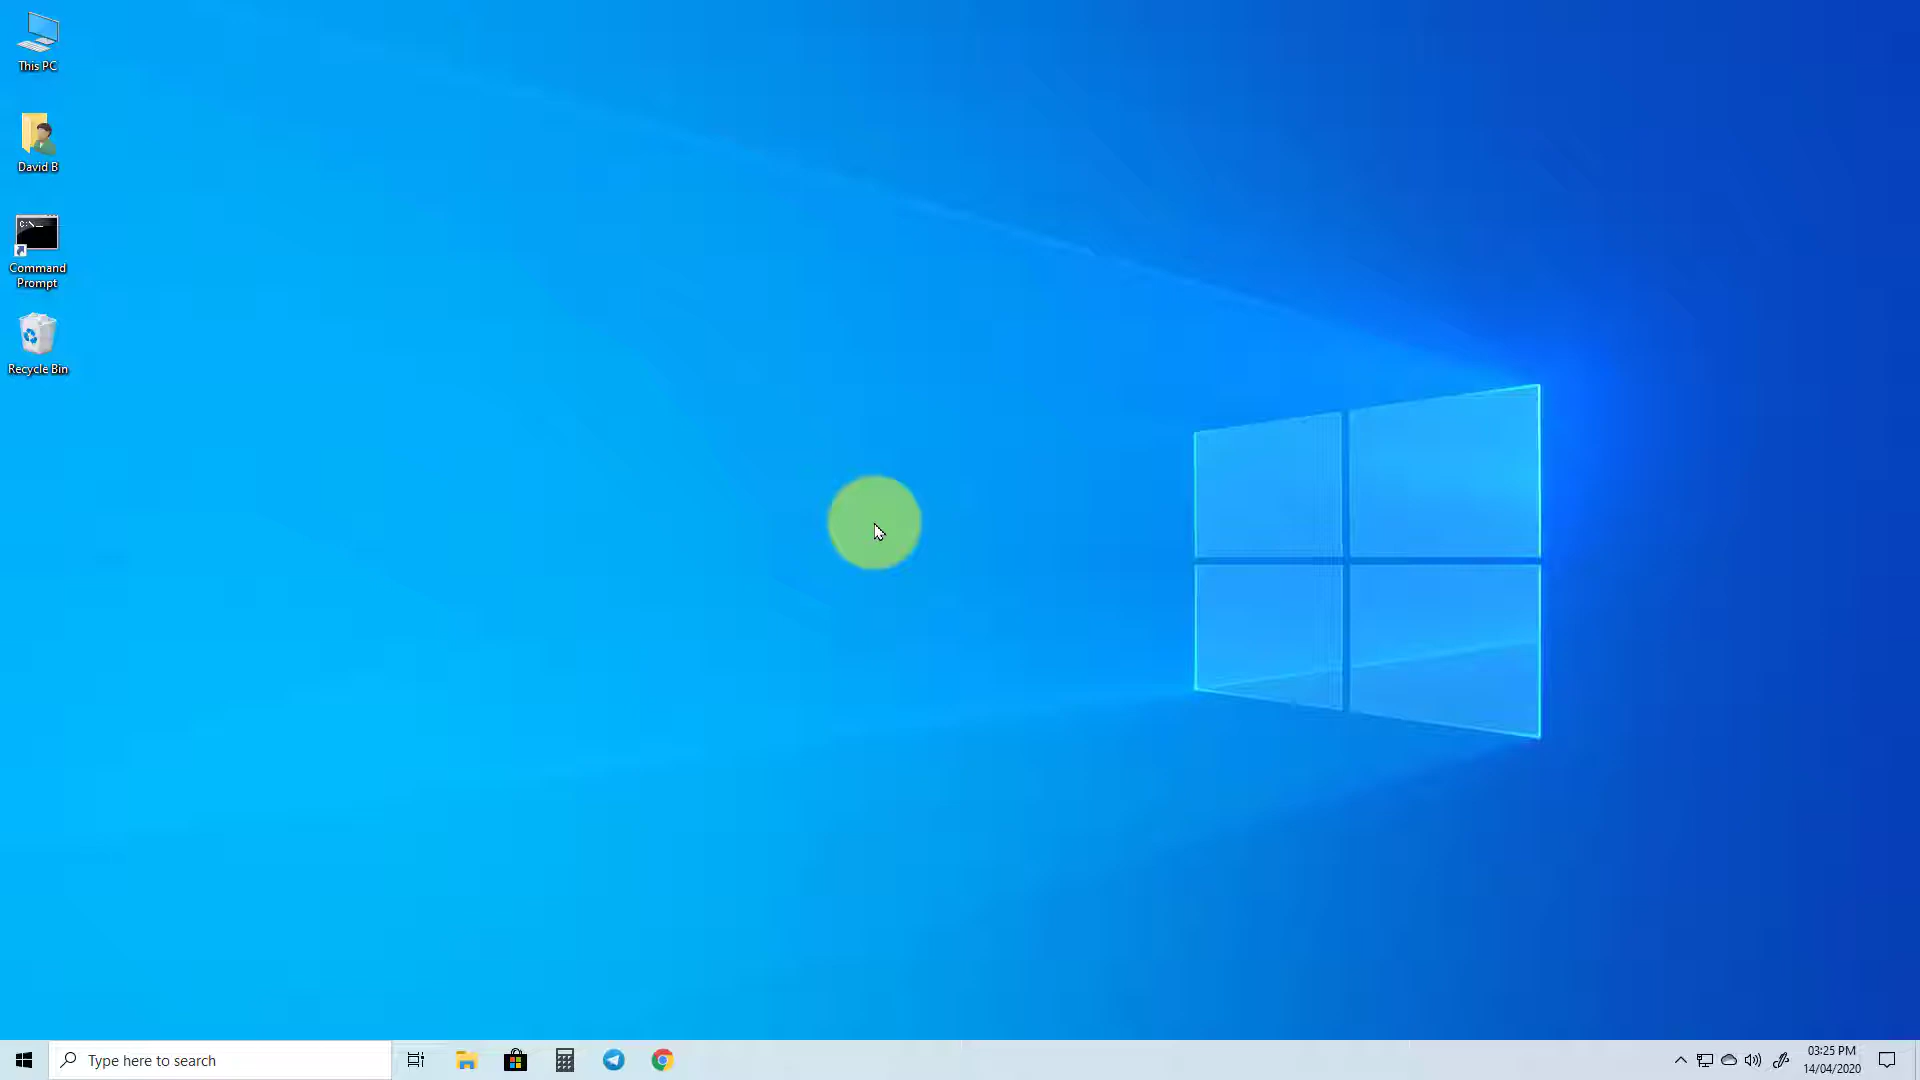 This PC
David B
C:\_
Command
Prompt
Recycle Bin
Type here to search
03:25 PM
14/04/2020